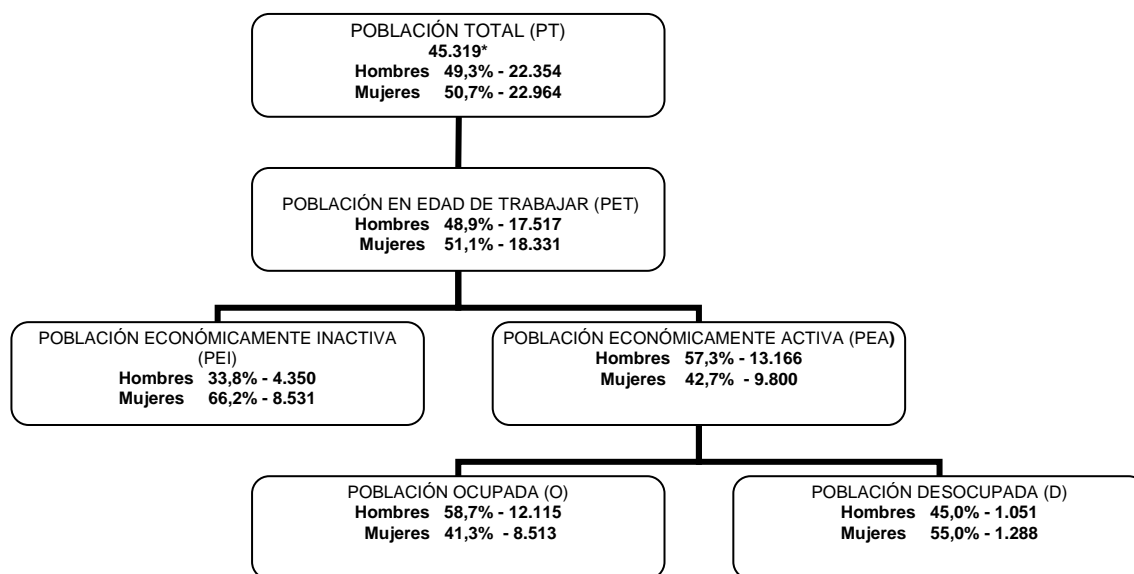 POBLACIÓN TOTAL (PT)
45.319*
Hombres 49,3% - 22.354
Mujeres 50,7% - 22.964
POBLACIÓN EN EDAD DE TRABAJAR (PET)
Hombres 48,9% - 17.517
Mujeres 51,1% - 18.331
POBLACIÓN ECONÓMICAMENTE INACTIVA
(PEI)
Hombres 33,8% - 4.350
Mujeres 66,2% - 8.531
POBLACIÓN ECONÓMICAMENTE ACTIVA (PEA)
Hombres 57,3% - 13.166
Mujeres 42,7% - 9.800
POBLACIÓN OCUPADA (O)
Hombres 58,7% - 12.115
Mujeres 41,3% - 8.513
POBLACIÓN DESOCUPADA (D)
Hombres 45,0% - 1.051
Mujeres 55,0% - 1.288